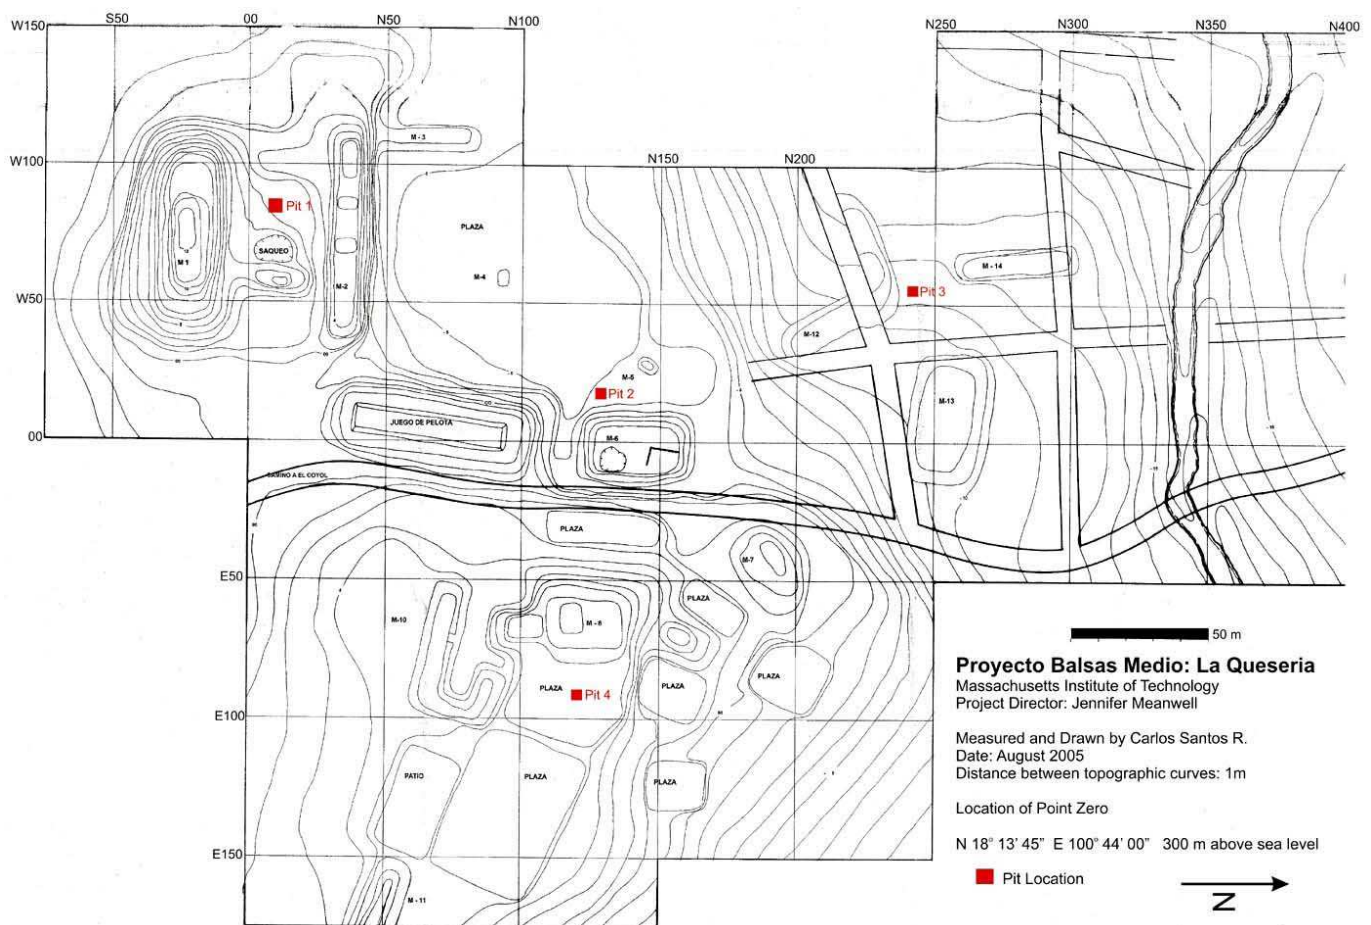 W150
S50
00
N50
N100
N250
N300
N350
N400
M - 3
W100
N150
N200
Pit 1
PLAZA
SAQUEO
M 1
M-4
M-2
M - 14
Pit 3
W50
M-12
M-5
Pit 2
M-13
JUEGO DE PELOTA
00
M-6
CAMINO A EL COYOL
PLAZA
M-7
E50
PLAZA
M-10
M - 8
PLAZA
PLAZA
PLAZA
Pit 4
E100
PATIO
PLAZA
PLAZA
E150
M - 11
50 m
Proyecto Balsas Medio: La Queseria
Massachusetts Institute of Technology
Project Director: Jennifer Meanwell
Measured and Drawn by Carlos Santos R.
Date: August 2005
Distance between topographic curves: 1m
Location of Point Zero
N 18° 13' 45" E 100° 44' 00" 300 m above sea level
Pit Location
N